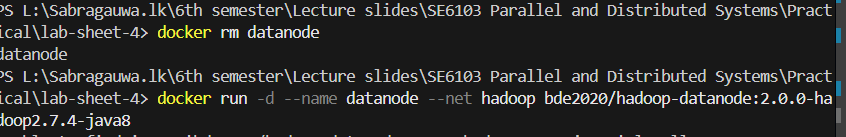 PS L:\Sabragauwa.lk\6th semester\Lecture slides\SE6103 Parallel and Distributed Systems\Pract
ical\lab-sheet-4> docker rm datanode
datanode
PS L:\Sabragauwa.lk\6th semester\Lecture slides\SE6103 Parallel and Distributed Systems\Pract
ical\lab-sheet-4> docker run -d --name datanode --net hadoop bde2020/hadoop-datanode:2.0.0-ha
doop2.7.4-java8